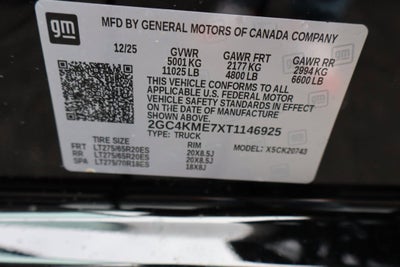 gm
MFD BY GENERAL MOTORS OF CANADA COMPANY
12/25 GVWR GAWR FRT GAWR RR
5001 KG 2177 KG 2994 KG
11025 LB 4800 LB 6600 LB
THIS VEHICLE CONFORMS TO ALL
APPLICABLE U.S. FEDERAL MOTOR
VEHICLE SAFETY STANDARDS IN
EFFECT ON THE DATE OF
MANUFACTURE SHOWN ABOVE.
2GC4KME7XT1146925
TYPE: TRUCK MODEL: X5CK20743
TIRE SIZE RIM
FRT LT275/65R20ES 20X8.5J
RR LT275/65R20ES 20X8.5J
SPA LT275/70R18ES 18X8J